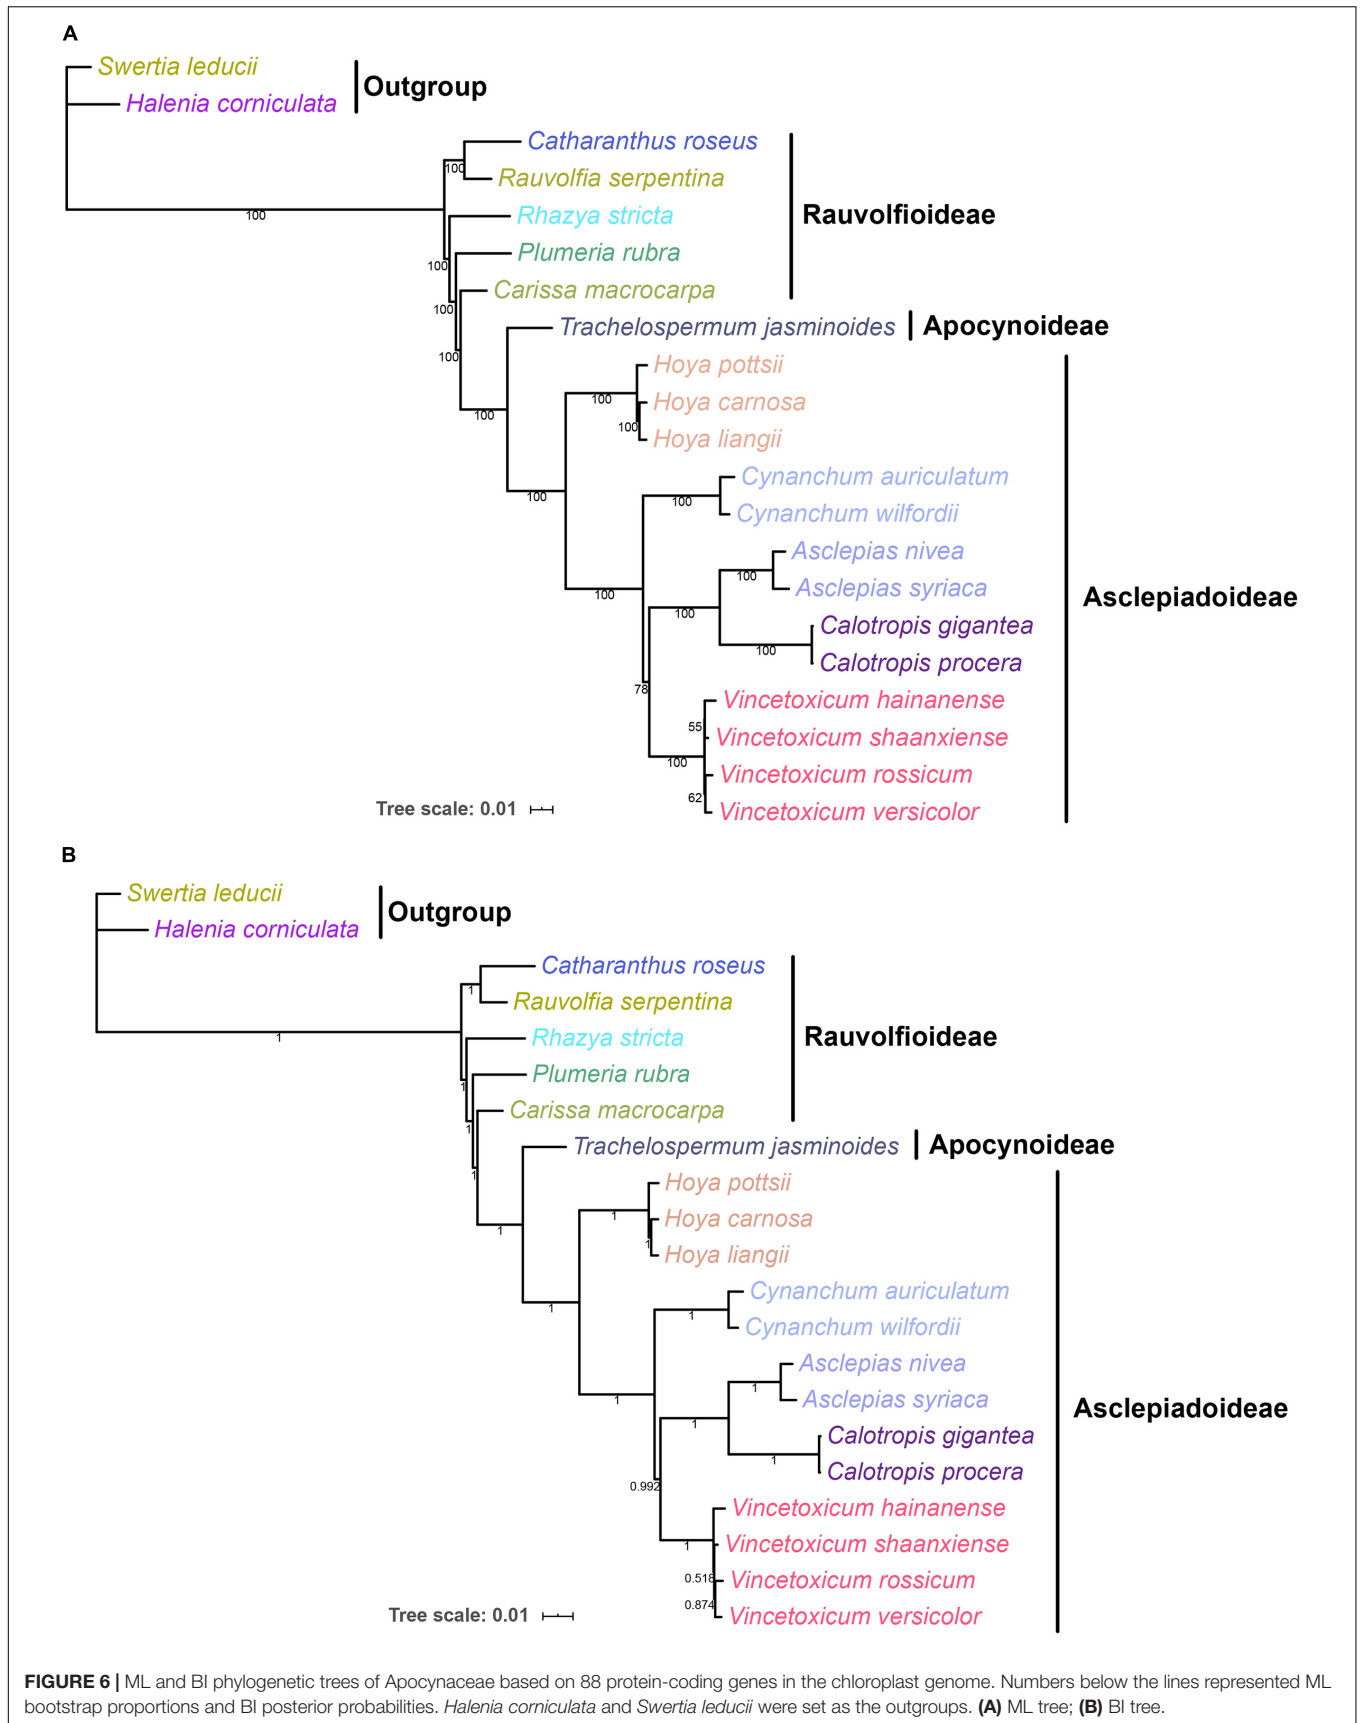 A
Swertia leducii
Halenia corniculata
Outgroup
Catharanthus roseus
100
Rauvolfia serpentina
100
Rhazya stricta
Rauvolfioideae
Plumeria rubra
100
Carissa macrocarpa
100
Trachelospermum jasminoides
Apocynoideae
100
Hoya pottsii
100
Hoya carnosa
100
100
Hoya liangii
Cynanchum auriculatum
100
100
Cynanchum wilfordii
Asclepias nivea
100
Asclepias syriaca
100
Asclepiadoideae
100
Calotropis gigantea
100
Calotropis procera
78
Vincetoxicum hainanense
55
Vincetoxicum shaanxiense
100
Vincetoxicum rossicum
62
Vincetoxicum versicolor
Tree scale: 0.01
B
Swertia leducii
Halenia corniculata
Outgroup
Catharanthus roseus
1
Rauvolfia serpentina
1
Rhazya stricta
Rauvolfioideae
Plumeria rubra
1
Carissa macrocarpa
1
Trachelospermum jasminoides
Apocynoideae
1
Hoya pottsii
1
Hoya carnosa
1
1
Hoya liangii
Cynanchum auriculatum
1
1
Cynanchum wilfordii
Asclepias nivea
1
Asclepias syriaca
1
Asclepiadoideae
1
Calotropis gigantea
1
Calotropis procera
0.992
Vincetoxicum hainanense
Vincetoxicum shaanxiense
1
0.518
Vincetoxicum rossicum
0.874
Vincetoxicum versicolor
Tree scale: 0.01
FIGURE 6 | ML and BI phylogenetic trees of Apocynaceae based on 88 protein-coding genes in the chloroplast genome. Numbers below the lines represented ML
bootstrap proportions and BI posterior probabilities. Halenia corniculata and Swertia leducii were set as the outgroups. (A) ML tree; (B) BI tree.